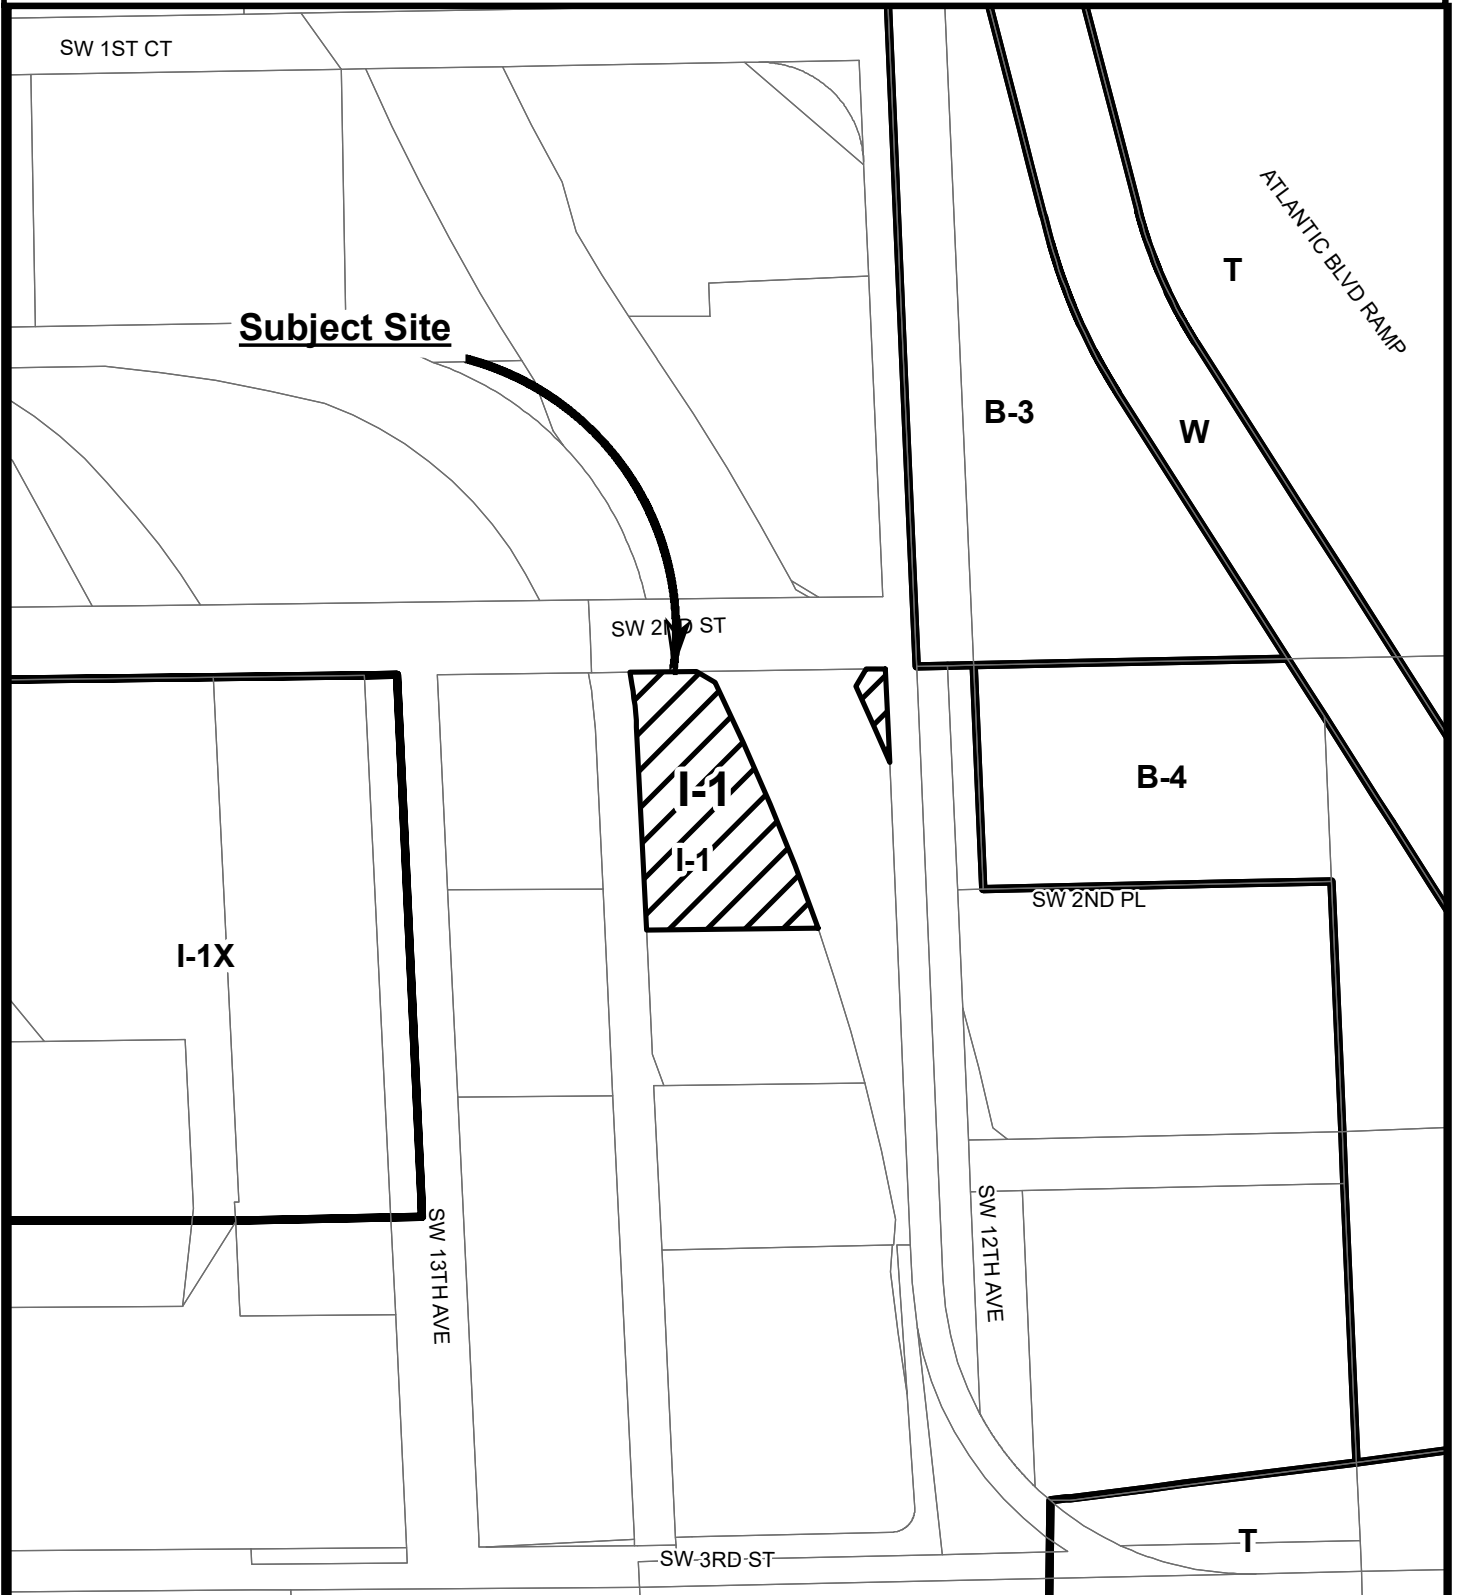 SW 1ST CT
ATLANTIC BLVD RAMP
T
Subject Site
B-3
W
SW 2ND ST
I-1
B-4
I-1
SW 2ND PL
I-1X
SW 13TH AVE
SW 12TH AVE
T
SW 3RD ST